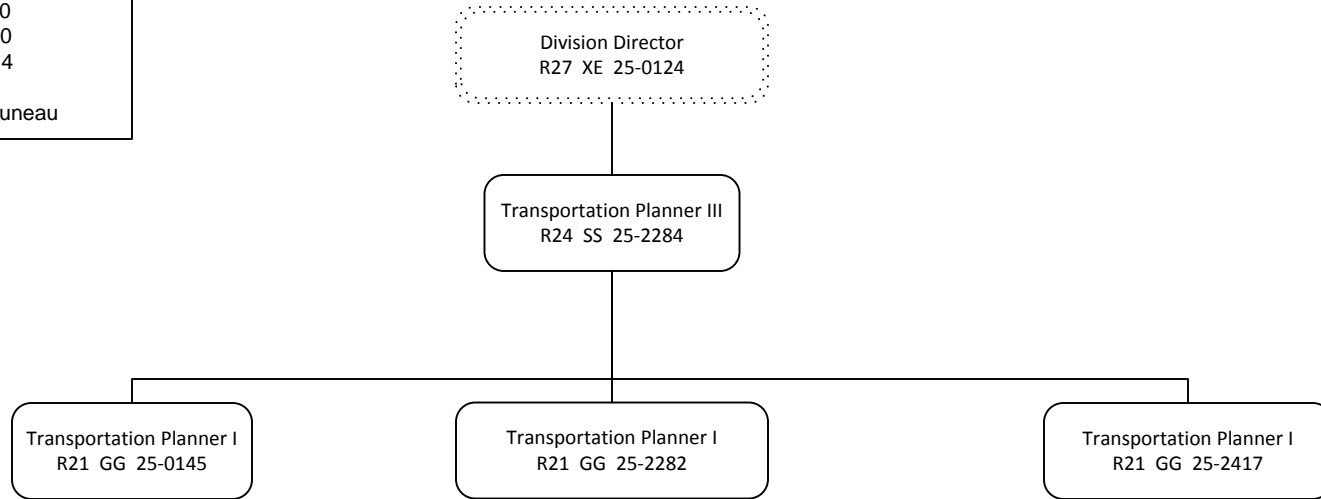 0
0
4
uneau
Division Director
R27 XE 25-0124
Transportation Planner III
R24 SS 25-2284
Transportation Planner I
R21 GG 25-0145
Transportation Planner I
R21 GG 25-2282
Transportation Planner I
R21 GG 25-2417